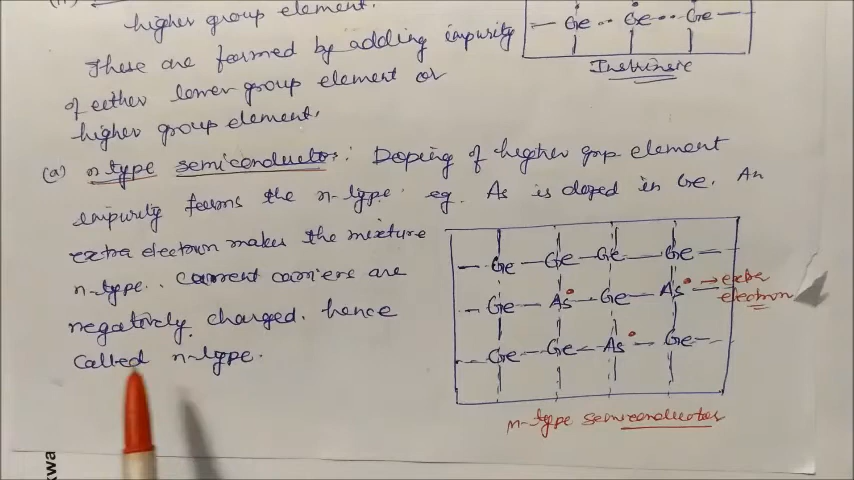 higher group element.
These are formed by adding impurity
of either lower group element or
higher group element.
Ge Ge Ge
Instrinsic
(a) n type semiconductor: Doping of higher grp element
impurity forms the n-type. eg. As is doped in Ge. An
extra electron makes the mixture
n-type. Current carriers are
negatively charged. hence
called n-type.
Ge Ge Ge Ge
Ge As Ge As → extra
electron
Ge Ge As Ge
n-type semiconductor
kwa